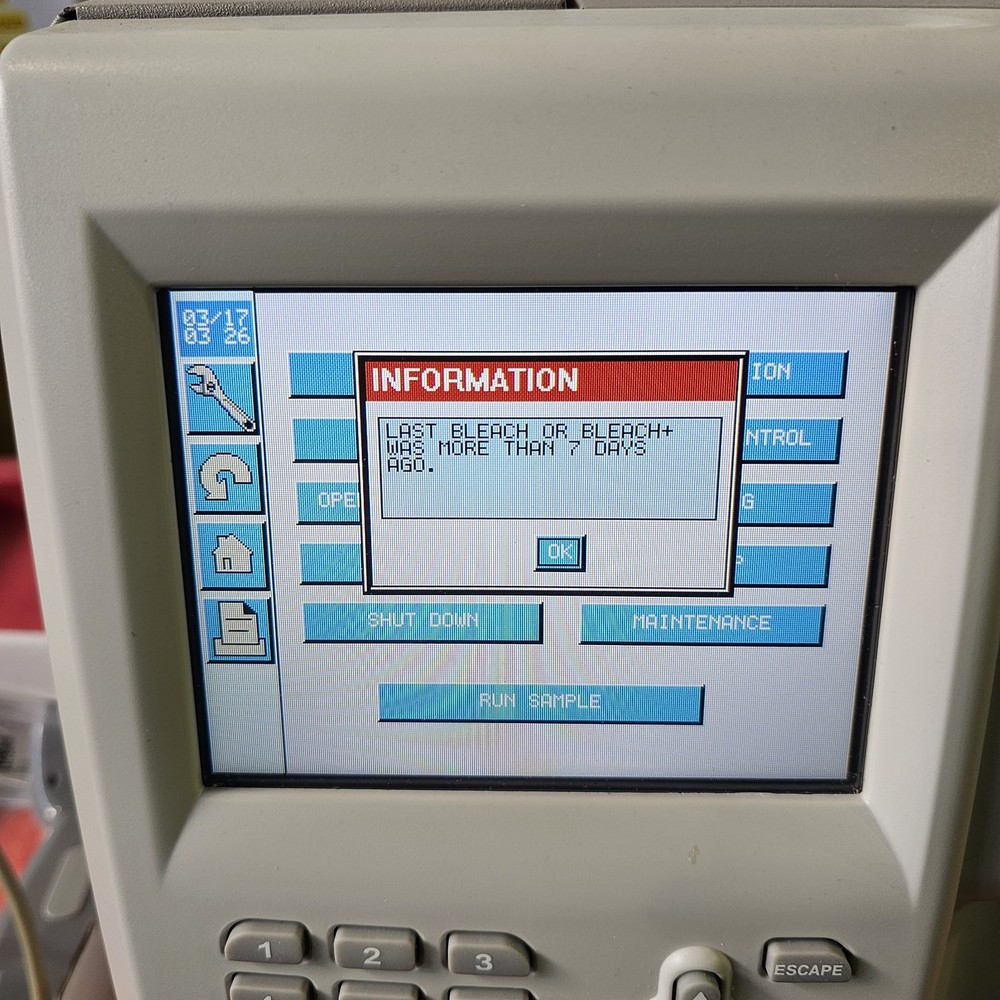 03/17
03 26
INFORMATION
LAST BLEACH OR BLEACH+
WAS MORE THAN 7 DAYS
AGO.
OK
SHUT DOWN
MAINTENANCE
RUN SAMPLE
1
2
3
ESCAPE